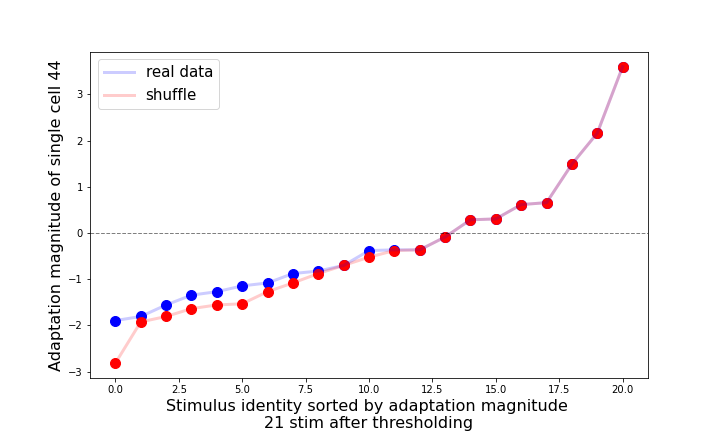 real data
shuffle
Adaptation magnitude of single cell 44
3
2
1
0
−1
−2
−3
0.0 2.5 5.0 7.5 10.0 12.5 15.0 17.5 20.0
Stimulus identity sorted by adaptation magnitude
21 stim after thresholding